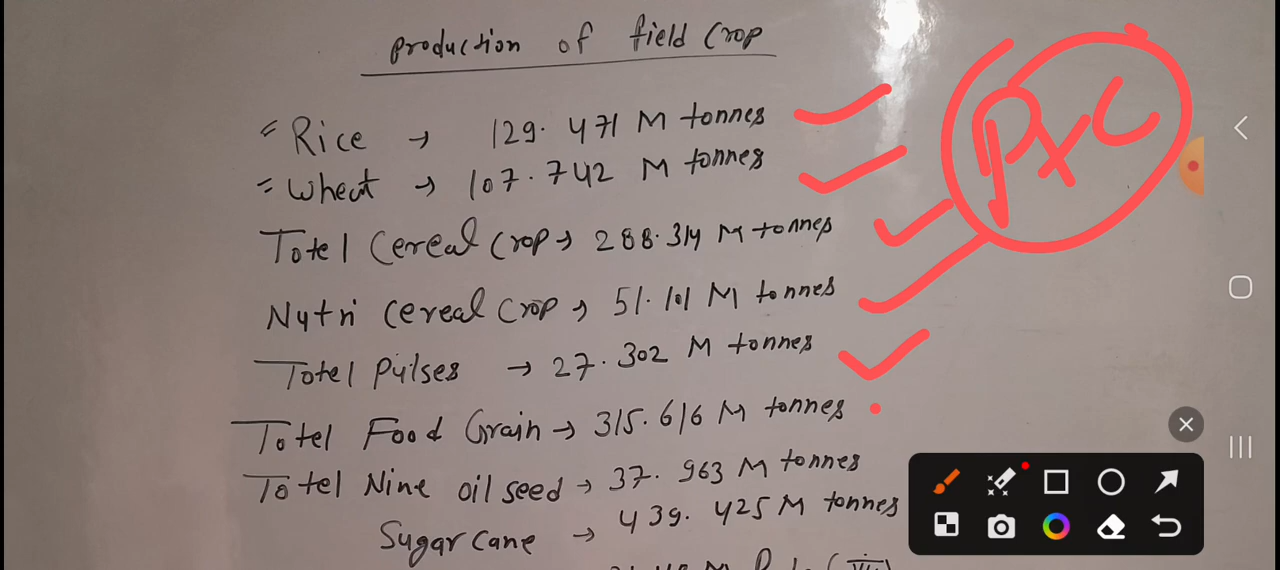 Production of field Crop
Rice → 129.471 M tonnes
Wheat → 107.742 M tonnes
Totel Cereal Crop → 288.314 M tonnes
Nutri Cereal Crop → 51.101 M tonnes
Totel Pulses → 27.302 M tonnes
Totel Food Grain → 315.616 M tonnes
Totel Nine oil seed → 37.963 M tonnes
Sugar cane → 439.425 M tonnes
PXC